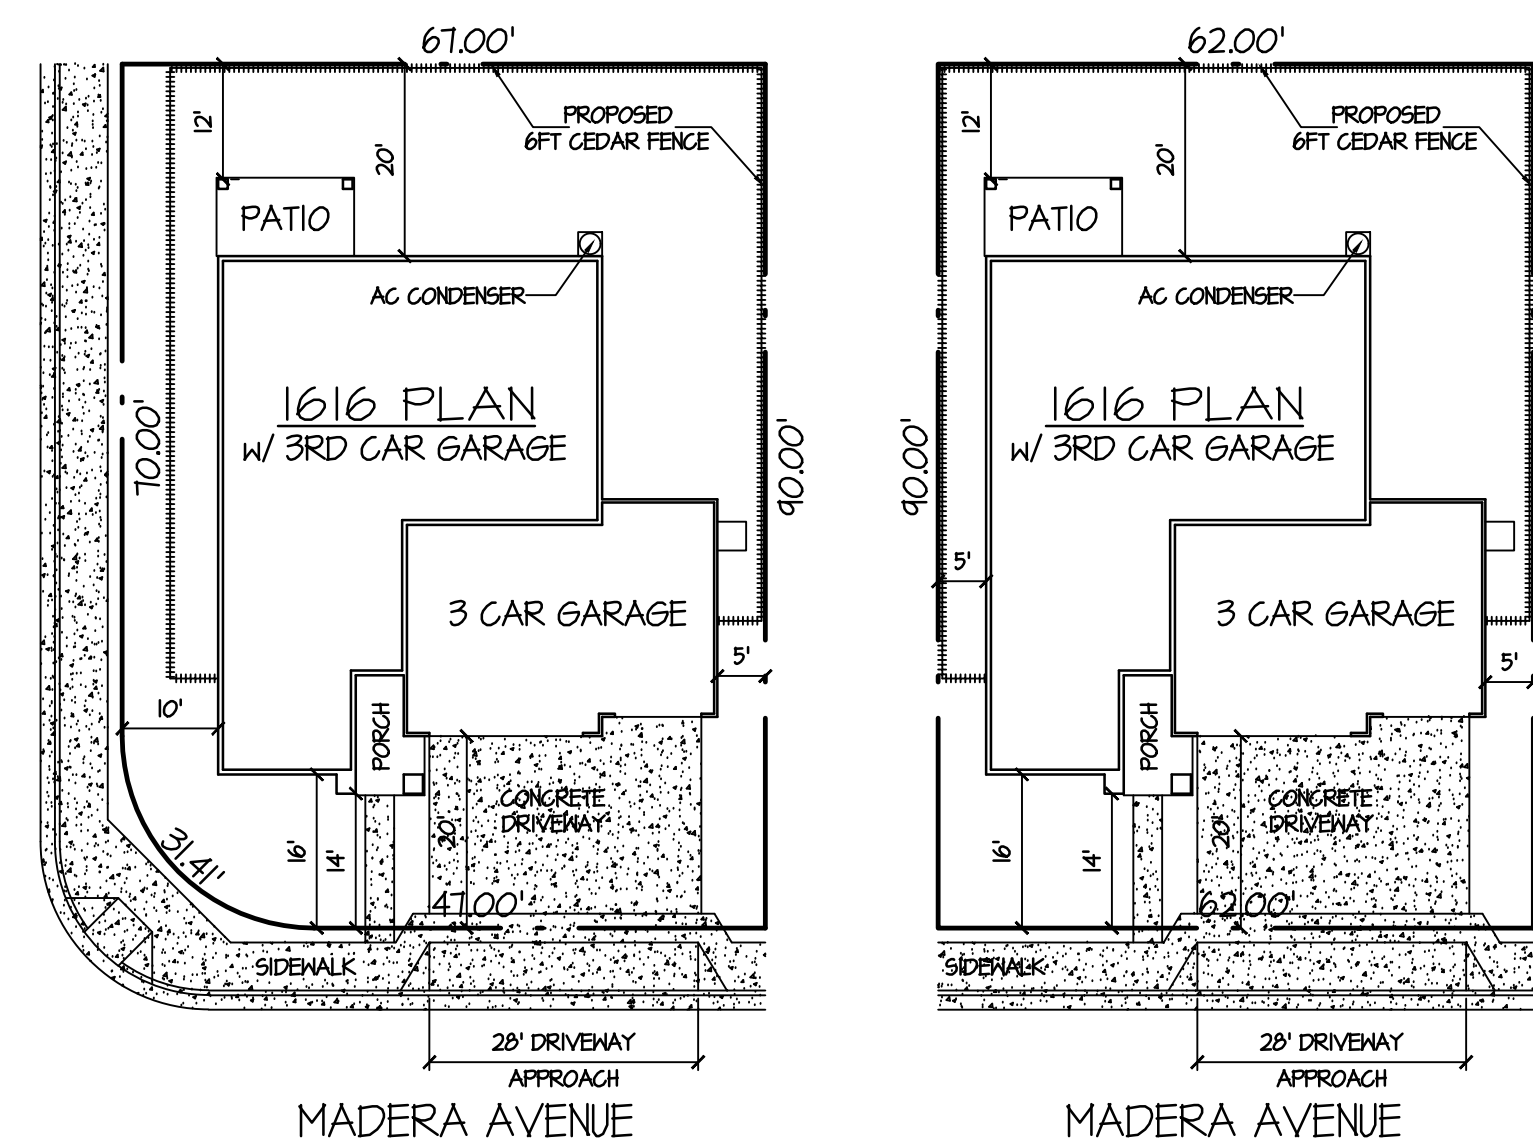 67.00'
12'
20'
PROPOSED
6FT CEDAR FENCE
PATIO
AC CONDENSER
1616 PLAN
W/ 3RD CAR GARAGE
70.00'
90.00'
3 CAR GARAGE
5'
10'
PORCH
CONCRETE
DRIVEWAY
20'
16'
14'
31.41'
47.00'
SIDEWALK
28' DRIVEWAY
APPROACH
MADERA AVENUE
62.00'
12'
20'
PROPOSED
6FT CEDAR FENCE
PATIO
AC CONDENSER
1616 PLAN
W/ 3RD CAR GARAGE
90.00'
5'
3 CAR GARAGE
5'
PORCH
CONCRETE
DRIVEWAY
20'
16'
14'
62.00'
SIDEWALK
28' DRIVEWAY
APPROACH
MADERA AVENUE